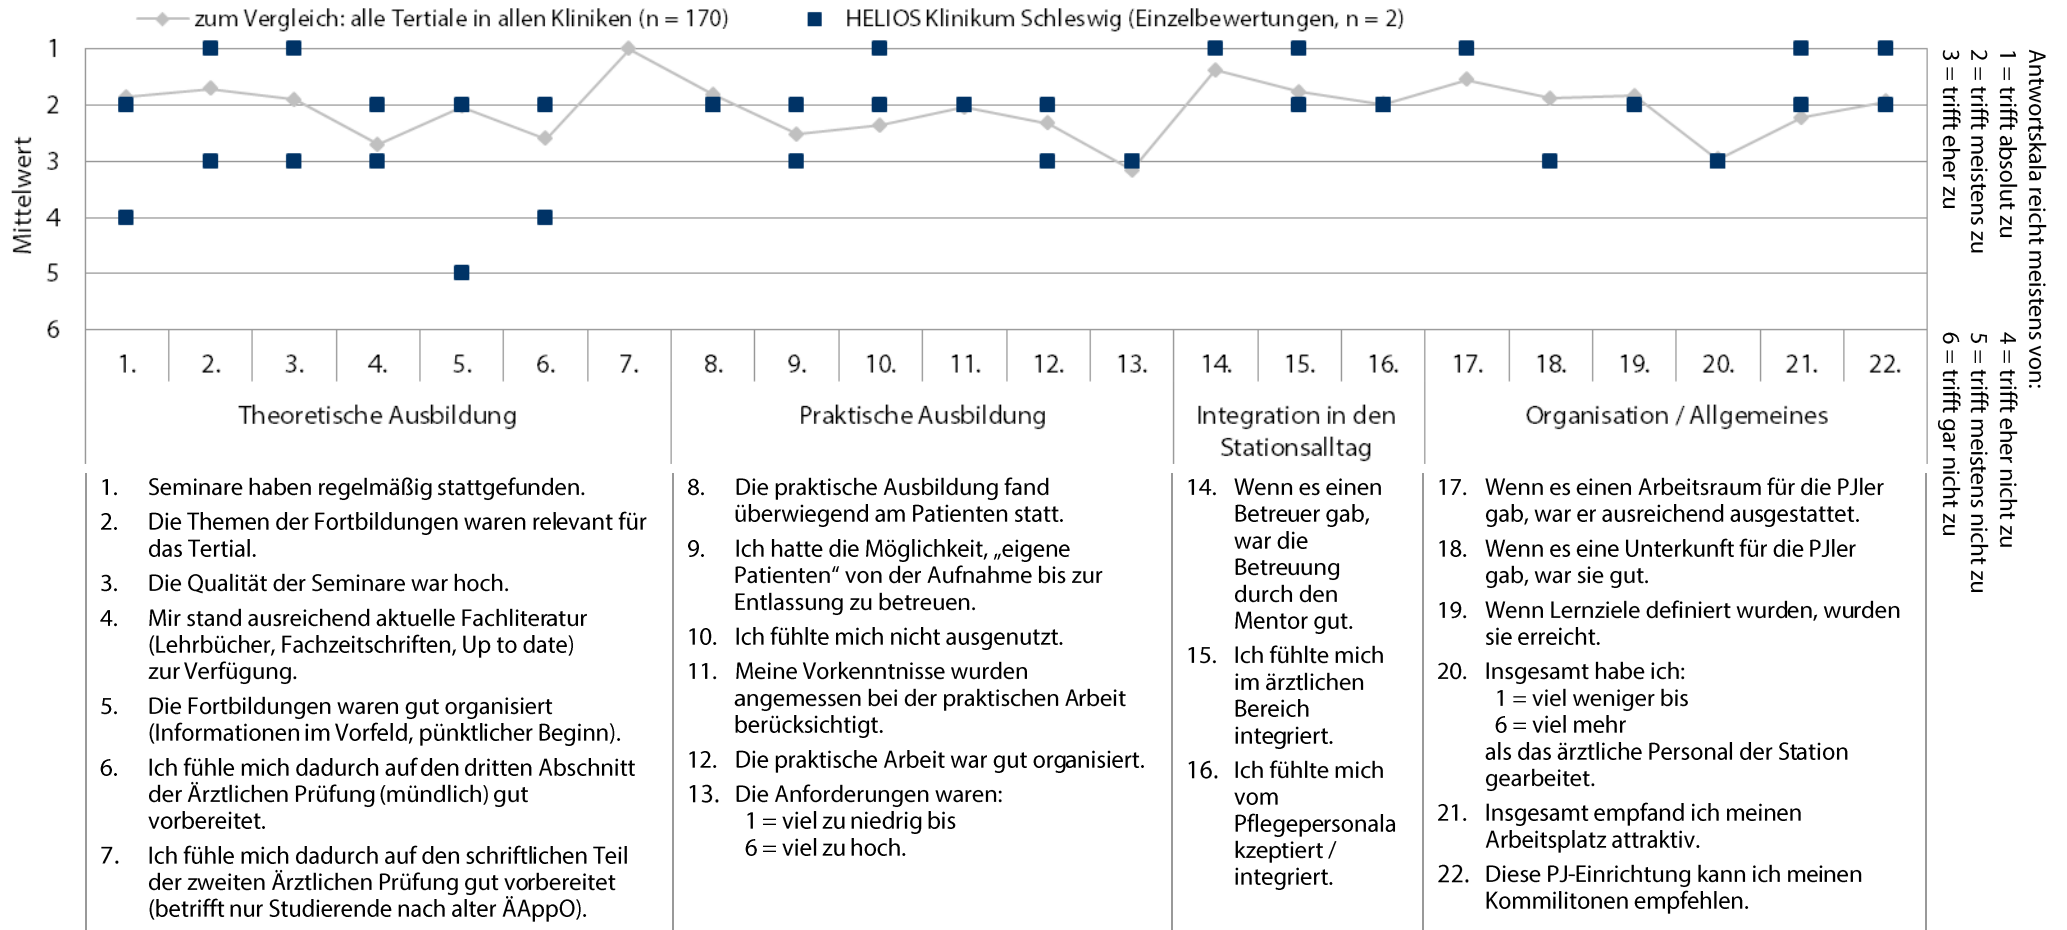 zum Vergleich: alle Tertiale in allen Kliniken (n = 170)
HELIOS Klinikum Schleswig (Einzelbewertungen, n = 2)
Mittelwert
1
2
3
4
5
6
1. 2. 3. 4. 5. 6. 7. 8. 9. 10. 11. 12. 13. 14. 15. 16. 17. 18. 19. 20. 21. 22.
Theoretische Ausbildung
Praktische Ausbildung
Integration in den
Stationsalltag
Organisation / Allgemeines
Antwortskala reicht meistens von:
1 = trifft absolut zu
2 = trifft meistens zu
3 = trifft eher zu
4 = trifft eher nicht zu
5 = trifft meistens nicht zu
6 = trifft gar nicht zu
1. Seminare haben regelmäßig stattgefunden.
2. Die Themen der Fortbildungen waren relevant für
das Tertial.
3. Die Qualität der Seminare war hoch.
4. Mir stand ausreichend aktuelle Fachliteratur
(Lehrbücher, Fachzeitschriften, Up to date)
zur Verfügung.
5. Die Fortbildungen waren gut organisiert
(Informationen im Vorfeld, pünktlicher Beginn).
6. Ich fühle mich dadurch auf den dritten Abschnitt
der Ärztlichen Prüfung (mündlich) gut
vorbereitet.
7. Ich fühle mich dadurch auf den schriftlichen Teil
der zweiten Ärztlichen Prüfung gut vorbereitet
(betrifft nur Studierende nach alter ÄAppO).
8. Die praktische Ausbildung fand
überwiegend am Patienten statt.
9. Ich hatte die Möglichkeit, „eigene
Patienten“ von der Aufnahme bis zur
Entlassung zu betreuen.
10. Ich fühlte mich nicht ausgenutzt.
11. Meine Vorkenntnisse wurden
angemessen bei der praktischen Arbeit
berücksichtigt.
12. Die praktische Arbeit war gut organisiert.
13. Die Anforderungen waren:
1 = viel zu niedrig bis
6 = viel zu hoch.
14. Wenn es einen
Betreuer gab,
war die
Betreuung
durch den
Mentor gut.
15. Ich fühlte mich
im ärztlichen
Bereich
integriert.
16. Ich fühlte mich
vom
Pflegepersonala
kzeptiert /
integriert.
17. Wenn es einen Arbeitsraum für die PJler
gab, war er ausreichend ausgestattet.
18. Wenn es eine Unterkunft für die PJler
gab, war sie gut.
19. Wenn Lernziele definiert wurden, wurden
sie erreicht.
20. Insgesamt habe ich:
1 = viel weniger bis
6 = viel mehr
als das ärztliche Personal der Station
gearbeitet.
21. Insgesamt empfand ich meinen
Arbeitsplatz attraktiv.
22. Diese PJ-Einrichtung kann ich meinen
Kommilitonen empfehlen.